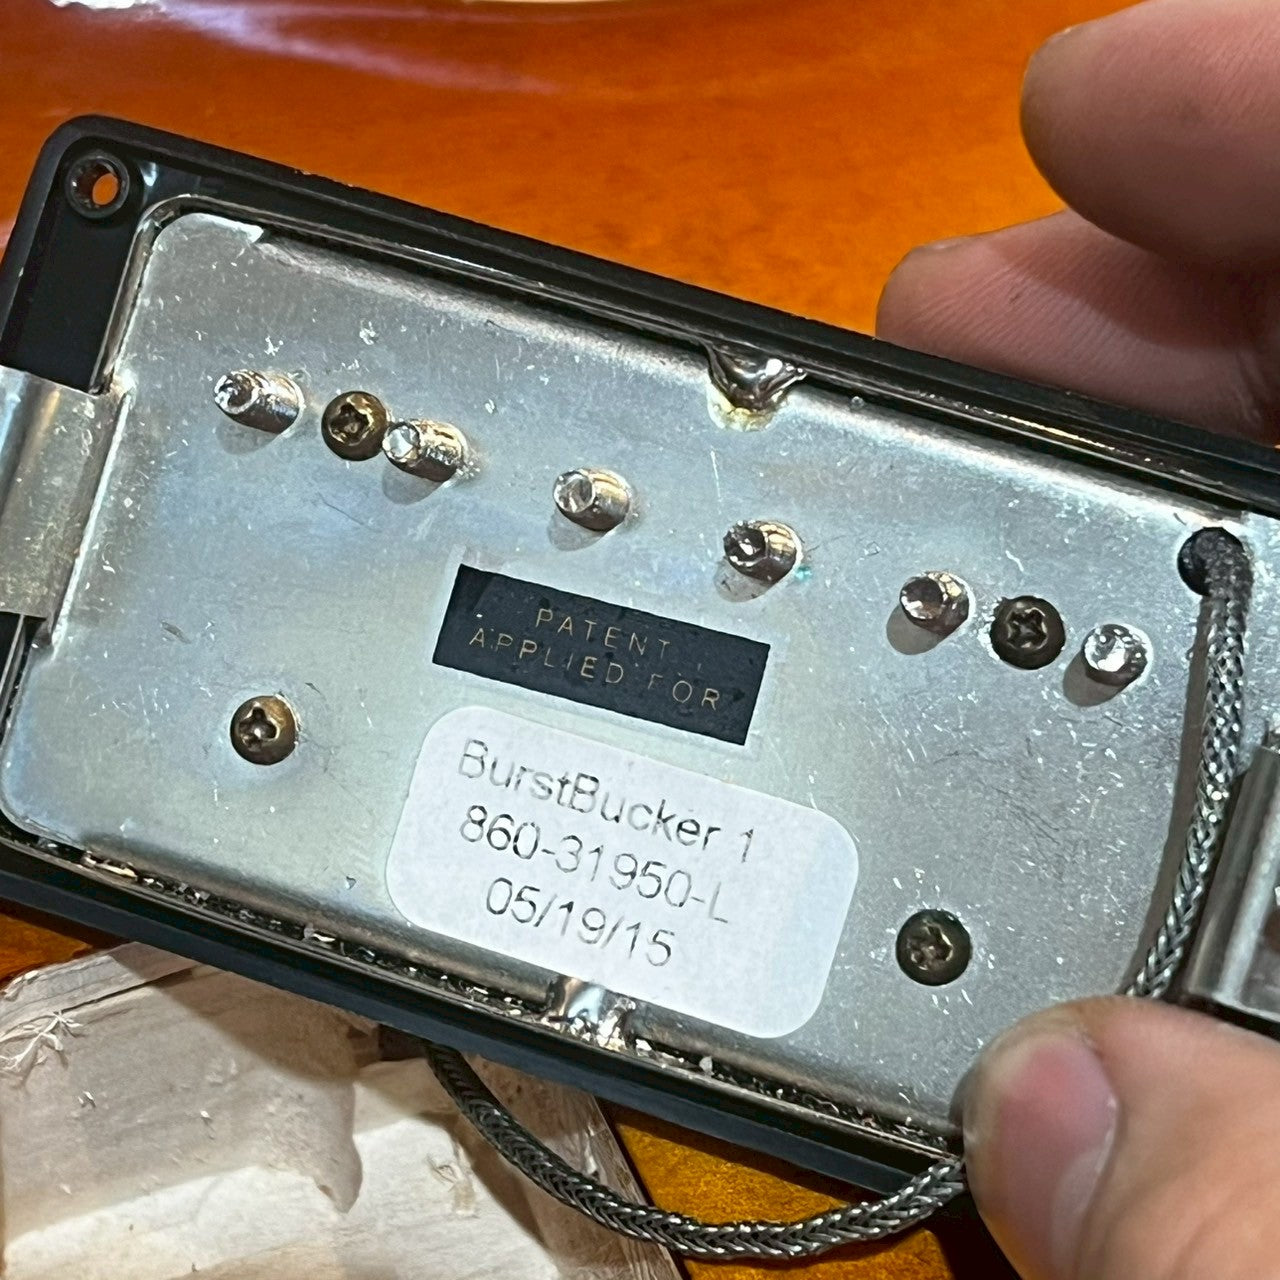 PATENT
APPLIED FOR
BurstBucker 1
860-31950-L
05/19/15